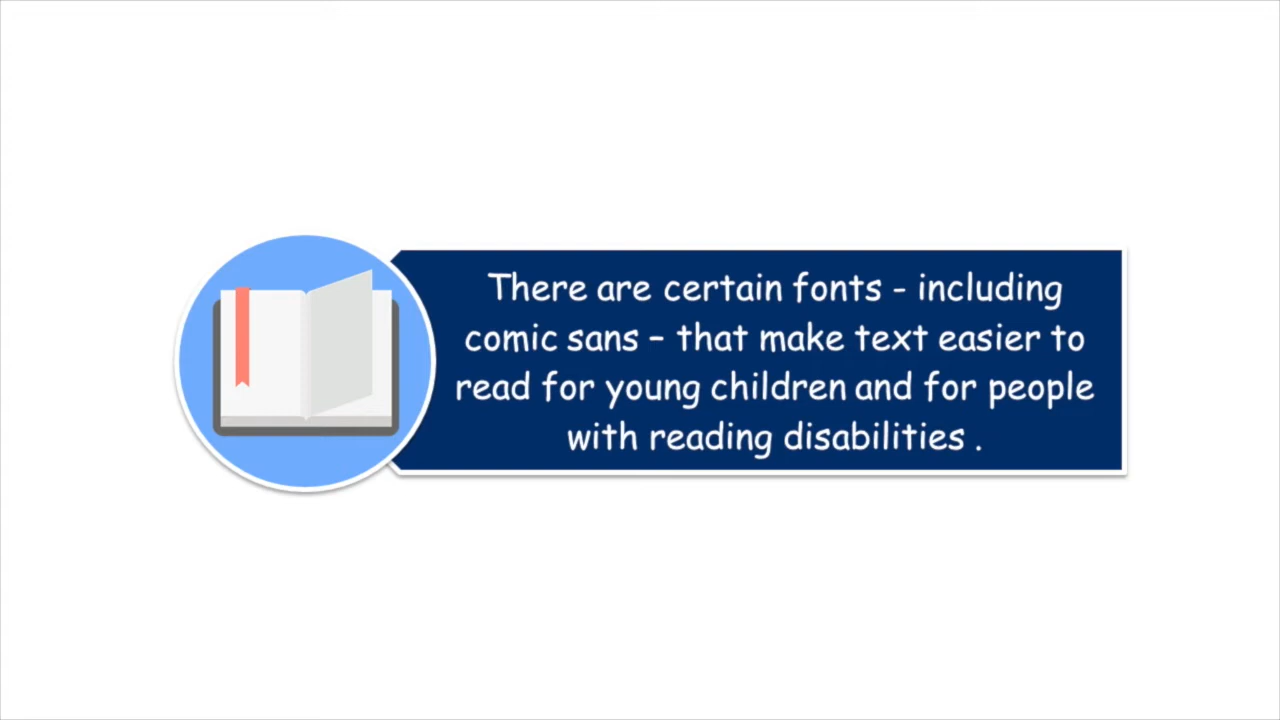 There are certain fonts - including
comic sans – that make text easier to
read for young children and for people
with reading disabilities .